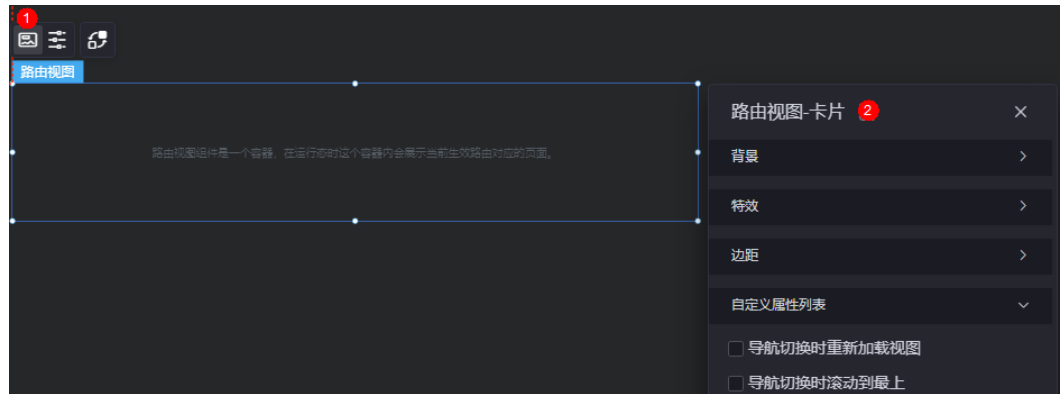 1
路由视图
路由视图组件是一个容器，在运行态时这个容器内会展示当前生效路由对应的页面。
路由视图-卡片 2
背景
特效
边距
自定义属性列表
导航切换时重新加载视图
导航切换时滚动到最上